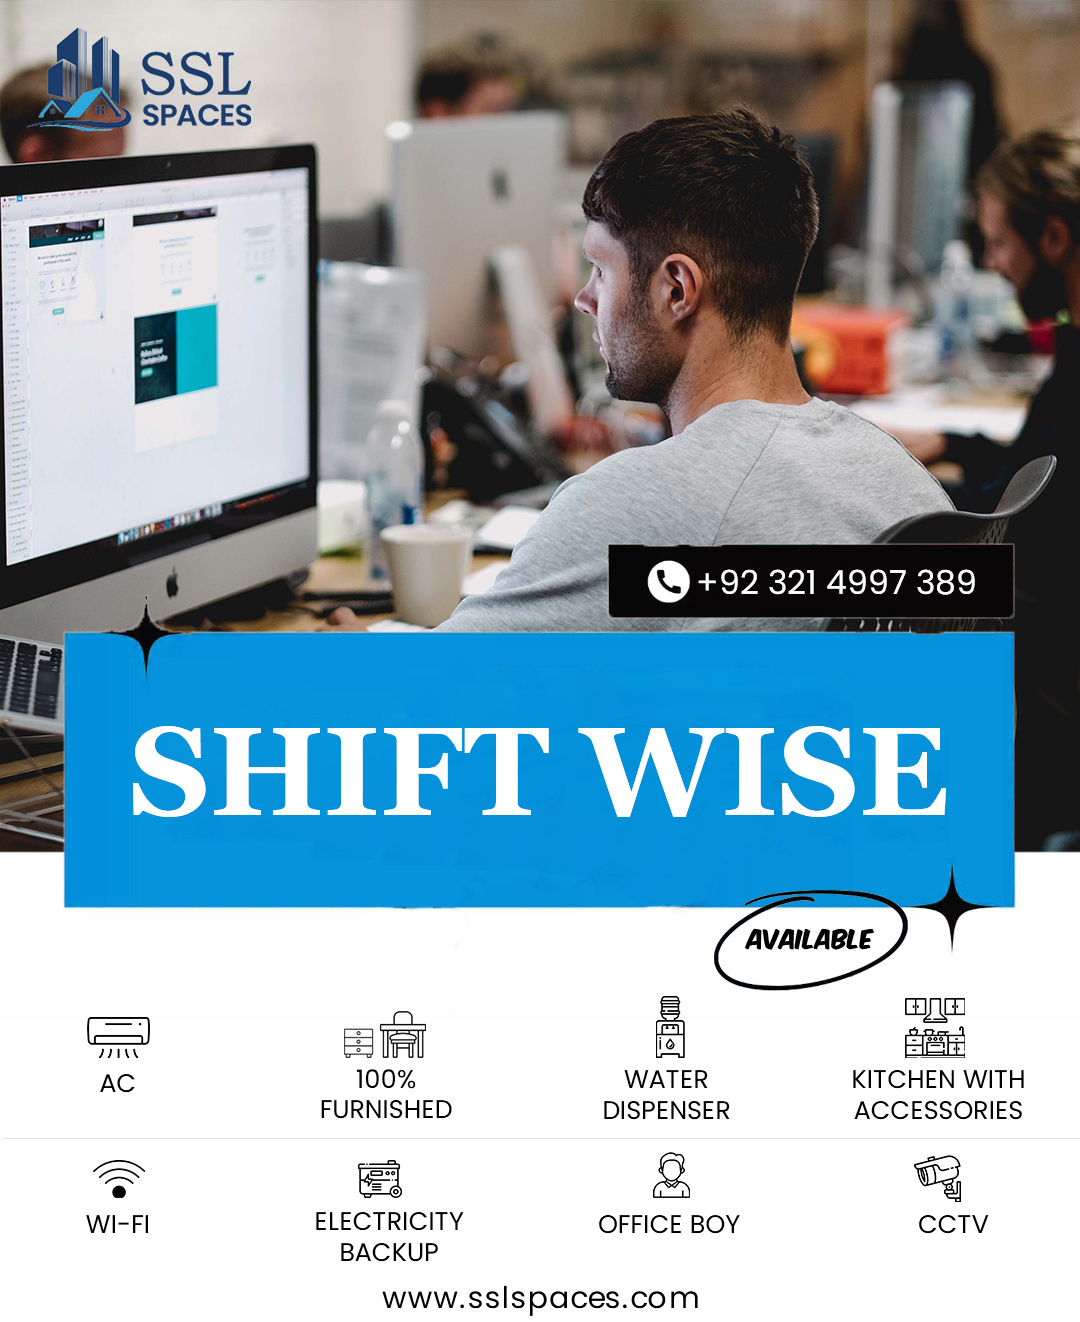 SSL
SPACES
+92 321 4997 389
SHIFT WISE
AVAILABLE
AC
100%
FURNISHED
WATER
DISPENSER
KITCHEN WITH
ACCESSORIES
WI-FI
ELECTRICITY
BACKUP
OFFICE BOY
CCTV
www.sslspaces.com